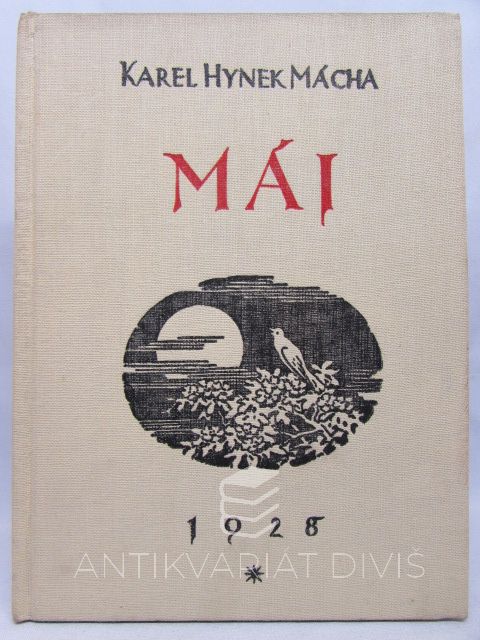 KAREL HYNEK MÁCHA
MÁJ
1928
ANTIKVARIÁT DIVIŠ